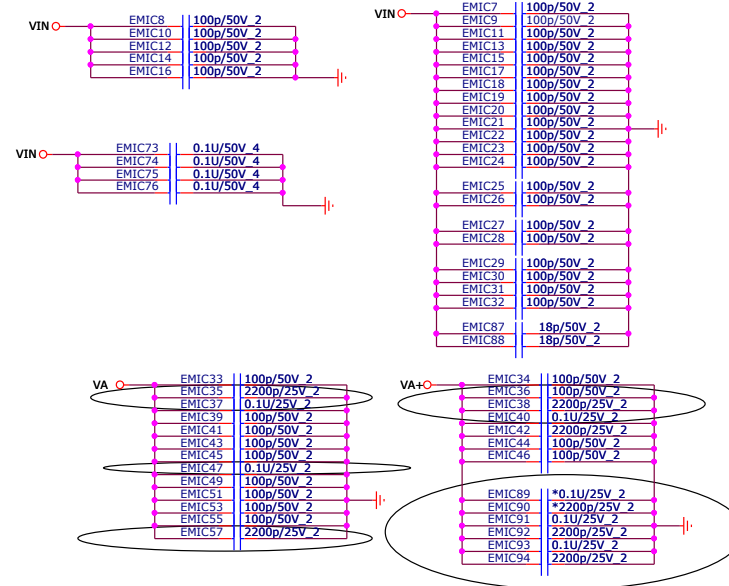 VIN
EMIC8 100p/50V_2
EMIC10 100p/50V_2
EMIC12 100p/50V_2
EMIC14 100p/50V_2
EMIC16 100p/50V_2
VIN
EMIC73 0.1U/50V_4
EMIC74 0.1U/50V_4
EMIC75 0.1U/50V_4
EMIC76 0.1U/50V_4
VIN
EMIC7 100p/50V_2
EMIC9 100p/50V_2
EMIC11 100p/50V_2
EMIC13 100p/50V_2
EMIC15 100p/50V_2
EMIC17 100p/50V_2
EMIC18 100p/50V_2
EMIC19 100p/50V_2
EMIC20 100p/50V_2
EMIC21 100p/50V_2
EMIC22 100p/50V_2
EMIC23 100p/50V_2
EMIC24 100p/50V_2
EMIC25 100p/50V_2
EMIC26 100p/50V_2
EMIC27 100p/50V_2
EMIC28 100p/50V_2
EMIC29 100p/50V_2
EMIC30 100p/50V_2
EMIC31 100p/50V_2
EMIC32 100p/50V_2
EMIC87 18p/50V_2
EMIC88 18p/50V_2
VA
EMIC33 100p/50V_2
EMIC35 2200p/25V_2
EMIC37 0.1U/25V_2
EMIC39 100p/50V_2
EMIC41 100p/50V_2
EMIC43 100p/50V_2
EMIC45 100p/50V_2
EMIC47 0.1U/25V_2
EMIC49 100p/50V_2
EMIC51 100p/50V_2
EMIC53 100p/50V_2
EMIC55 100p/50V_2
EMIC57 2200p/25V_2
VA+
EMIC34 100p/50V_2
EMIC36 100p/50V_2
EMIC38 2200p/25V_2
EMIC40 0.1U/25V_2
EMIC42 2200p/25V_2
EMIC44 100p/50V_2
EMIC46 100p/50V_2
EMIC89 *0.1U/25V_2
EMIC90 *2200p/25V_2
EMIC91 0.1U/25V_2
EMIC92 2200p/25V_2
EMIC93 0.1U/25V_2
EMIC94 2200p/25V_2